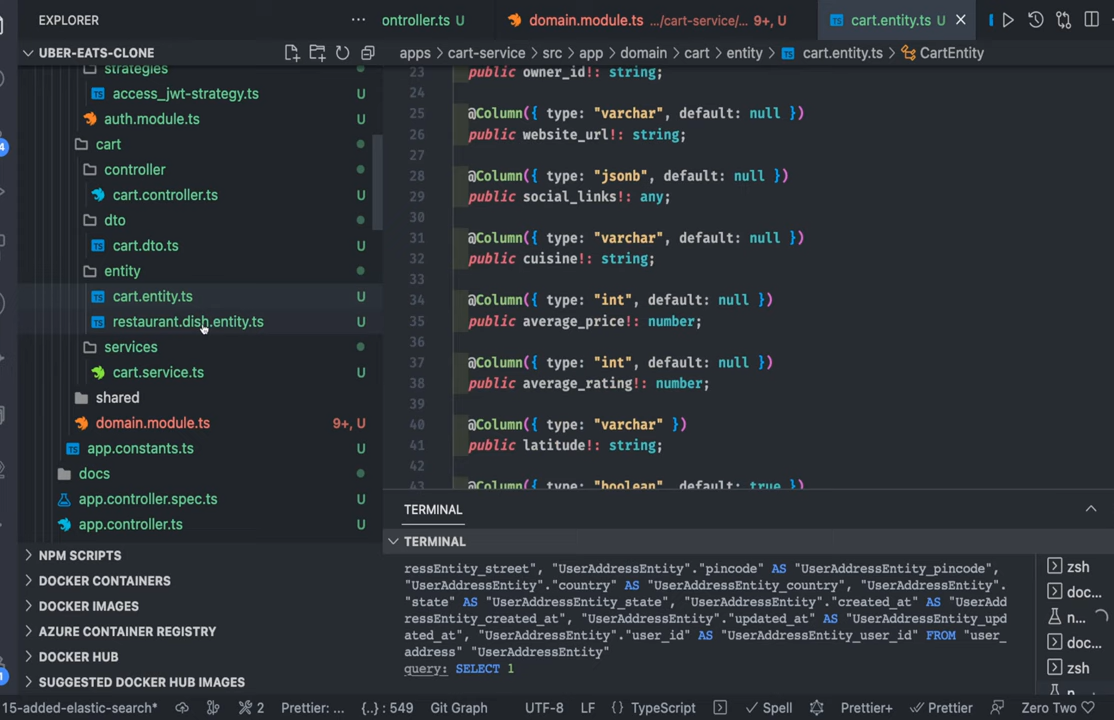 EXPLORER
ontroller.ts U
domain.module.ts .../cart-service/... 9+, U
cart.entity.ts U
UBER-EATS-CLONE
apps > cart-service > src > app > domain > cart > entity > cart.entity.ts > CartEntity
strategies
access_jwt-strategy.ts U
auth.module.ts U
cart
controller
cart.controller.ts U
dto
cart.dto.ts U
entity
cart.entity.ts U
restaurant.dish.entity.ts U
services
cart.service.ts U
shared
domain.module.ts 9+, U
app.constants.ts U
docs
app.controller.spec.ts U
app.controller.ts U
NPM SCRIPTS
DOCKER CONTAINERS
DOCKER IMAGES
AZURE CONTAINER REGISTRY
DOCKER HUB
SUGGESTED DOCKER HUB IMAGES
23 public owner_id!: string;
24
25 @Column({ type: "varchar", default: null })
26 public website_url!: string;
27
28 @Column({ type: "jsonb", default: null })
29 public social_links!: any;
30
31 @Column({ type: "varchar", default: null })
32 public cuisine!: string;
33
34 @Column({ type: "int", default: null })
35 public average_price!: number;
36
37 @Column({ type: "int", default: null })
38 public average_rating!: number;
39
40 @Column({ type: "varchar" })
41 public latitude!: string;
42
43 @Column({ type: "boolean", default: true })
TERMINAL
TERMINAL
ressEntity_street", "UserAddressEntity"."pincode" AS "UserAddressEntity_pincode",
"UserAddressEntity"."country" AS "UserAddressEntity_country", "UserAddressEntity".
"state" AS "UserAddressEntity_state", "UserAddressEntity"."created_at" AS "UserAdd
ressEntity_created_at", "UserAddressEntity"."updated_at" AS "UserAddressEntity_upd
ated_at", "UserAddressEntity"."user_id" AS "UserAddressEntity_user_id" FROM "user_
address" "UserAddressEntity"
query: SELECT 1
zsh
doc...
n...
doc...
zsh
15-added-elastic-search* 2 Prettier: ... {..} : 549 Git Graph UTF-8 LF {} TypeScript Spell Prettier+ Prettier Zero Two